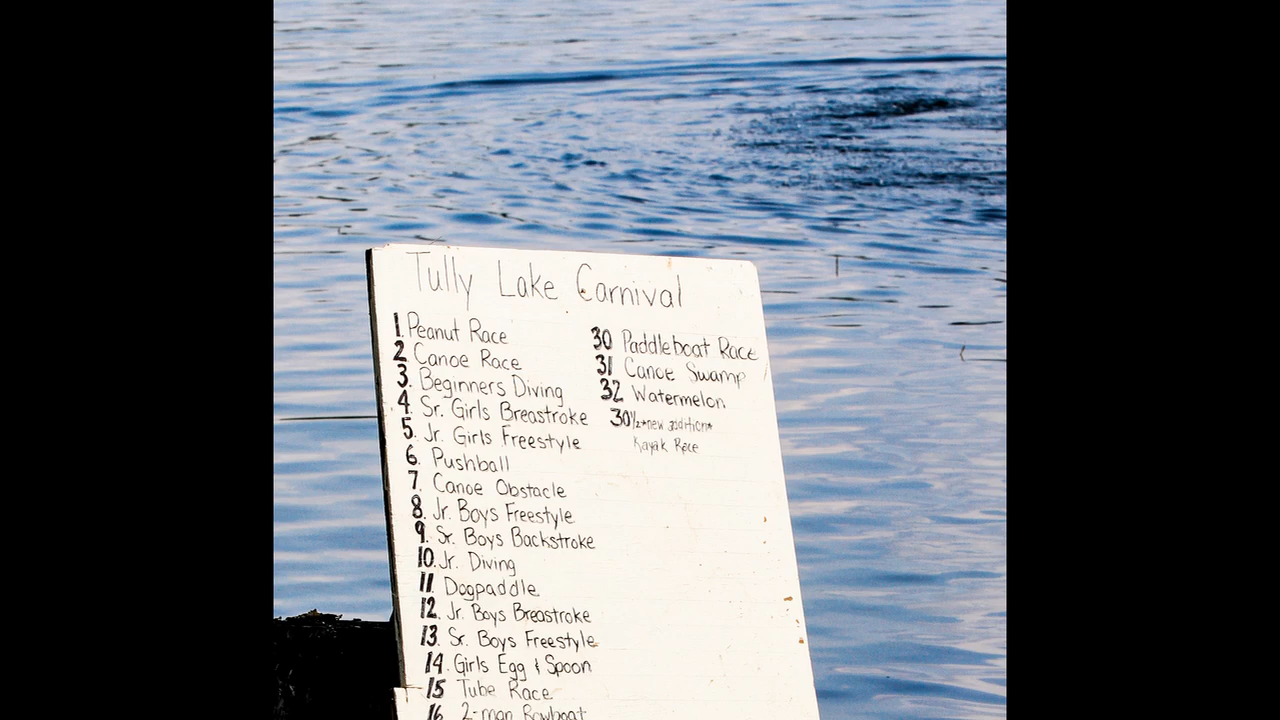 Tully Lake Carnival
1. Peanut Race
2. Canoe Race
3. Beginners Diving
4. Sr. Girls Breastroke
5. Jr. Girls Freestyle
6. Pushball
7. Canoe Obstacle
8. Jr. Boys Freestyle
9. Sr. Boys Backstroke
10. Jr. Diving
11 Dogpaddle
12. Jr. Boys Breastroke
13. Sr. Boys Freestyle
14. Girls Egg & Spoon
15 Tube Race
16 2-man Rowboat
30 Paddleboat Race
31 Canoe Swamp
32 Watermelon
30½ *new addition*
Kayak Race